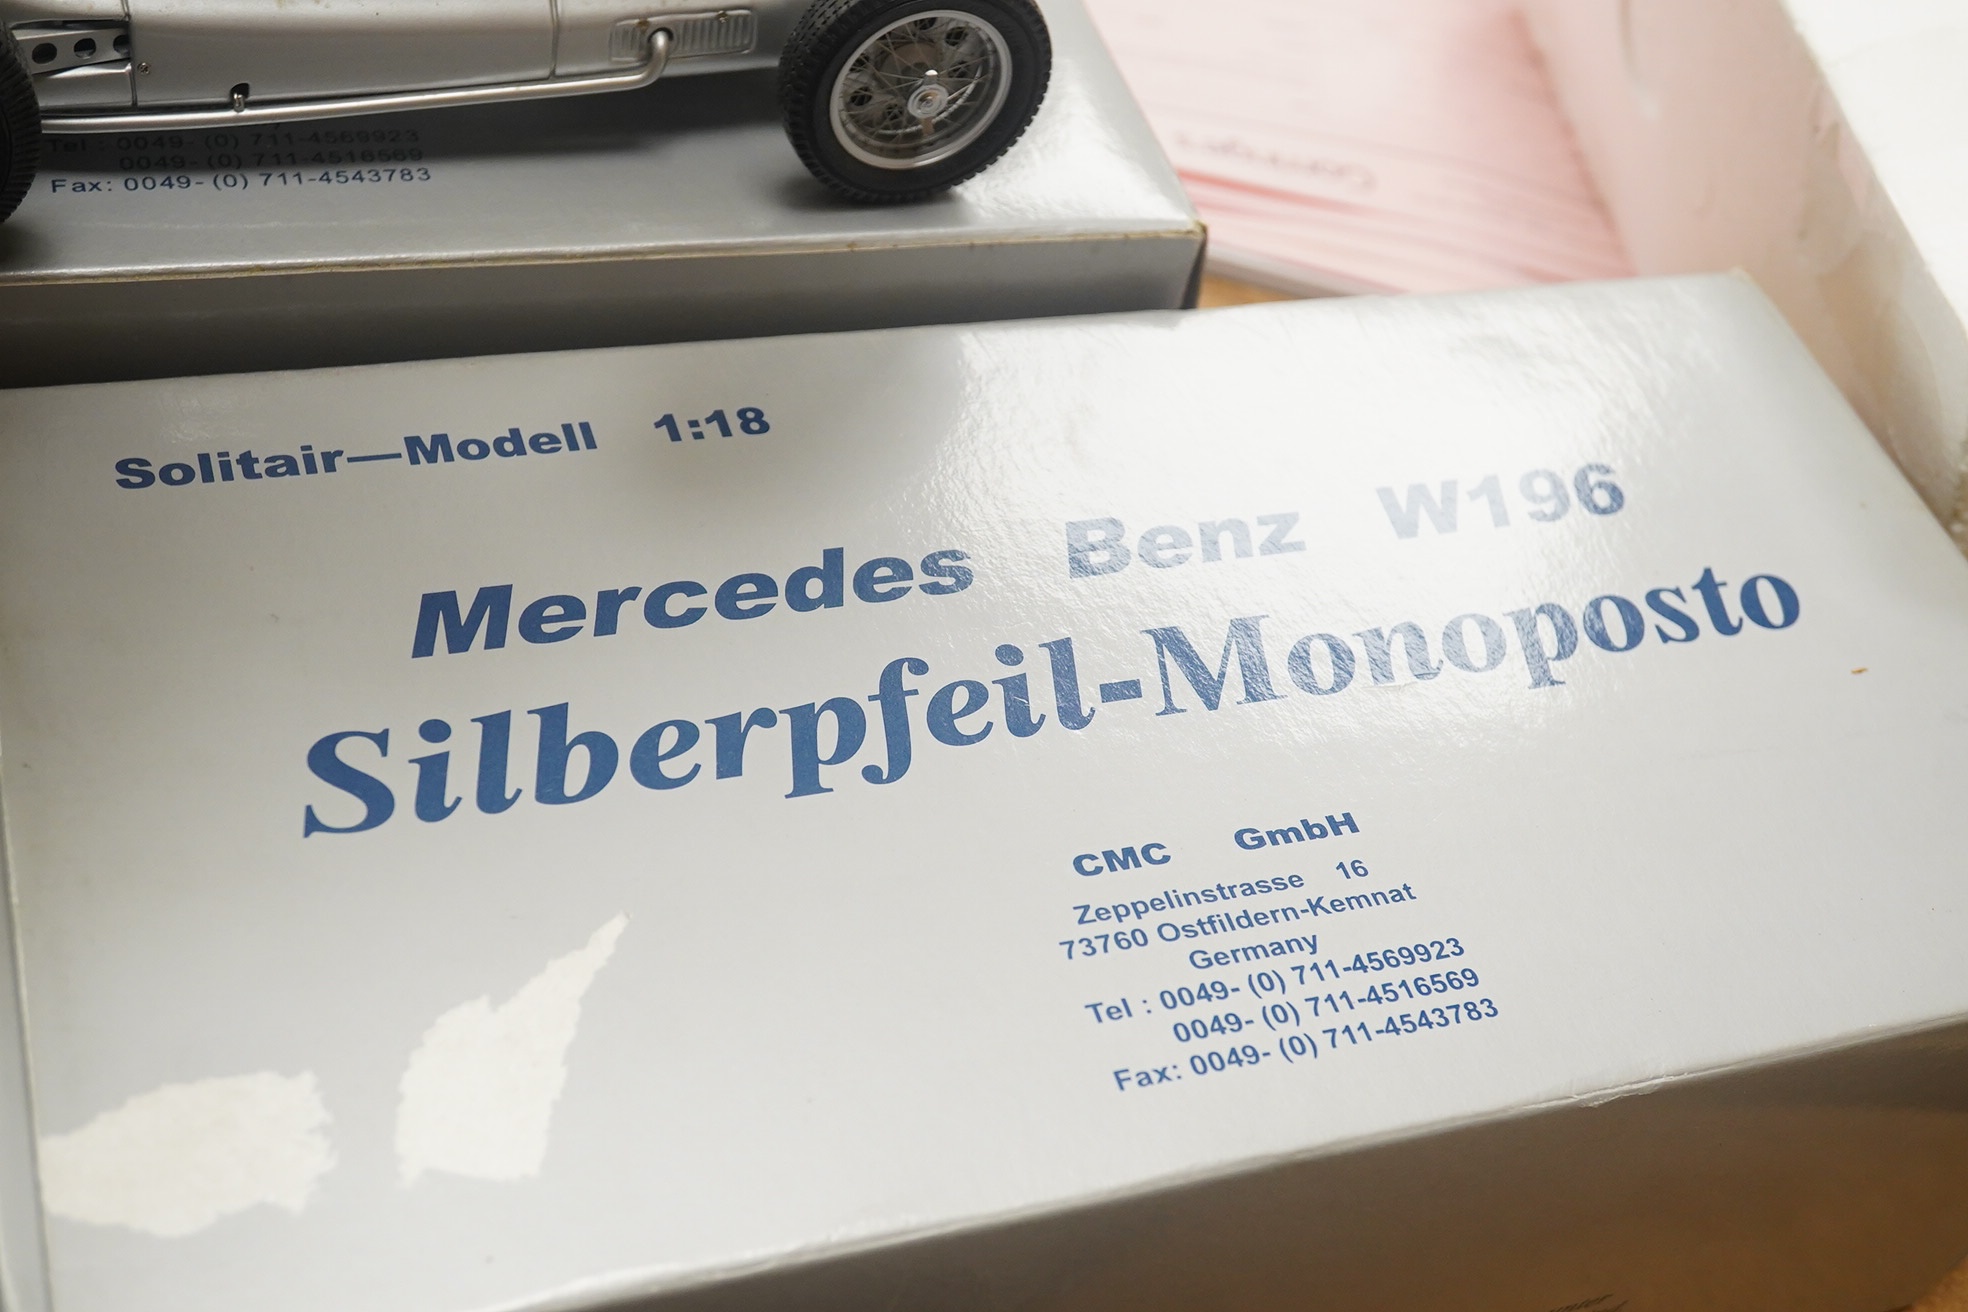 Tel : 0049- (0) 711-4569923
0049- (0) 711-4516569
Fax: 0049- (0) 711-4543783
Solitair—Modell 1:18
Mercedes Benz W196
Silberpfeil-Monoposto
CMC GmbH
Zeppelinstrasse 16
73760 Ostfildern-Kemnat
Germany
Tel : 0049- (0) 711-4569923
0049- (0) 711-4516569
Fax: 0049- (0) 711-4543783